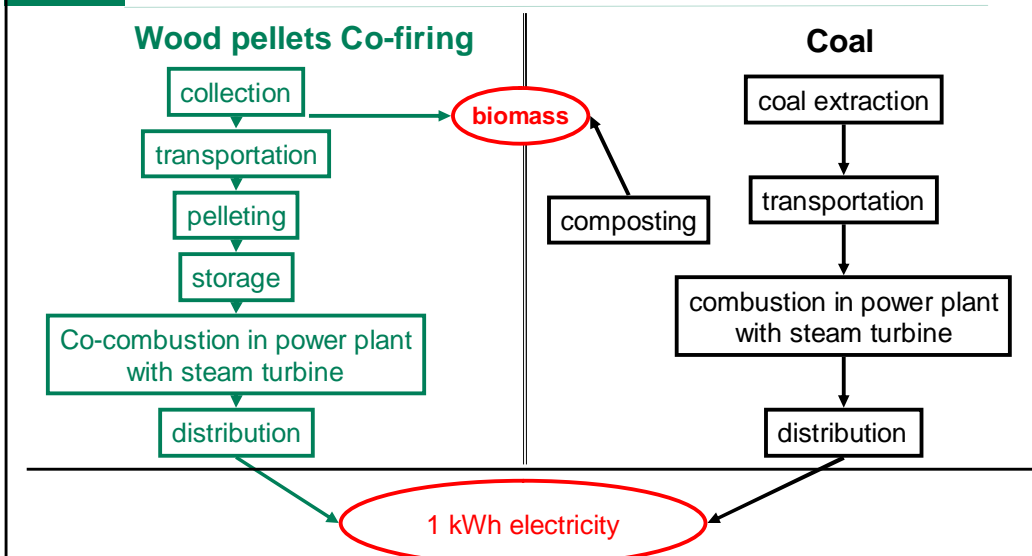 Wood pellets Co-firing
collection
transportation
pelleting
storage
Co-combustion in power plant
with steam turbine
distribution
biomass
composting
Coal
coal extraction
transportation
combustion in power plant
with steam turbine
distribution
1 kWh electricity